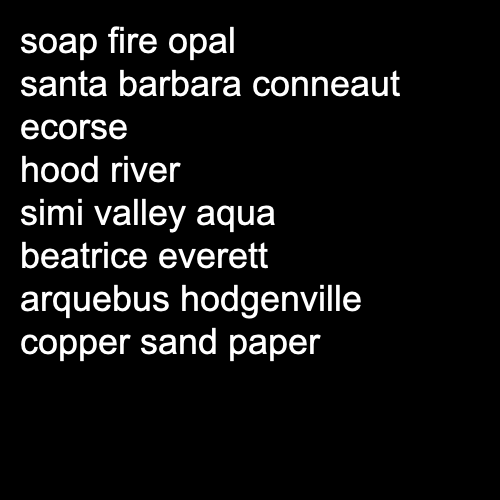 soap fire opal
santa barbara conneaut
ecorse
hood river
simi valley aqua
beatrice everett
arquebus hodgenville
copper sand paper